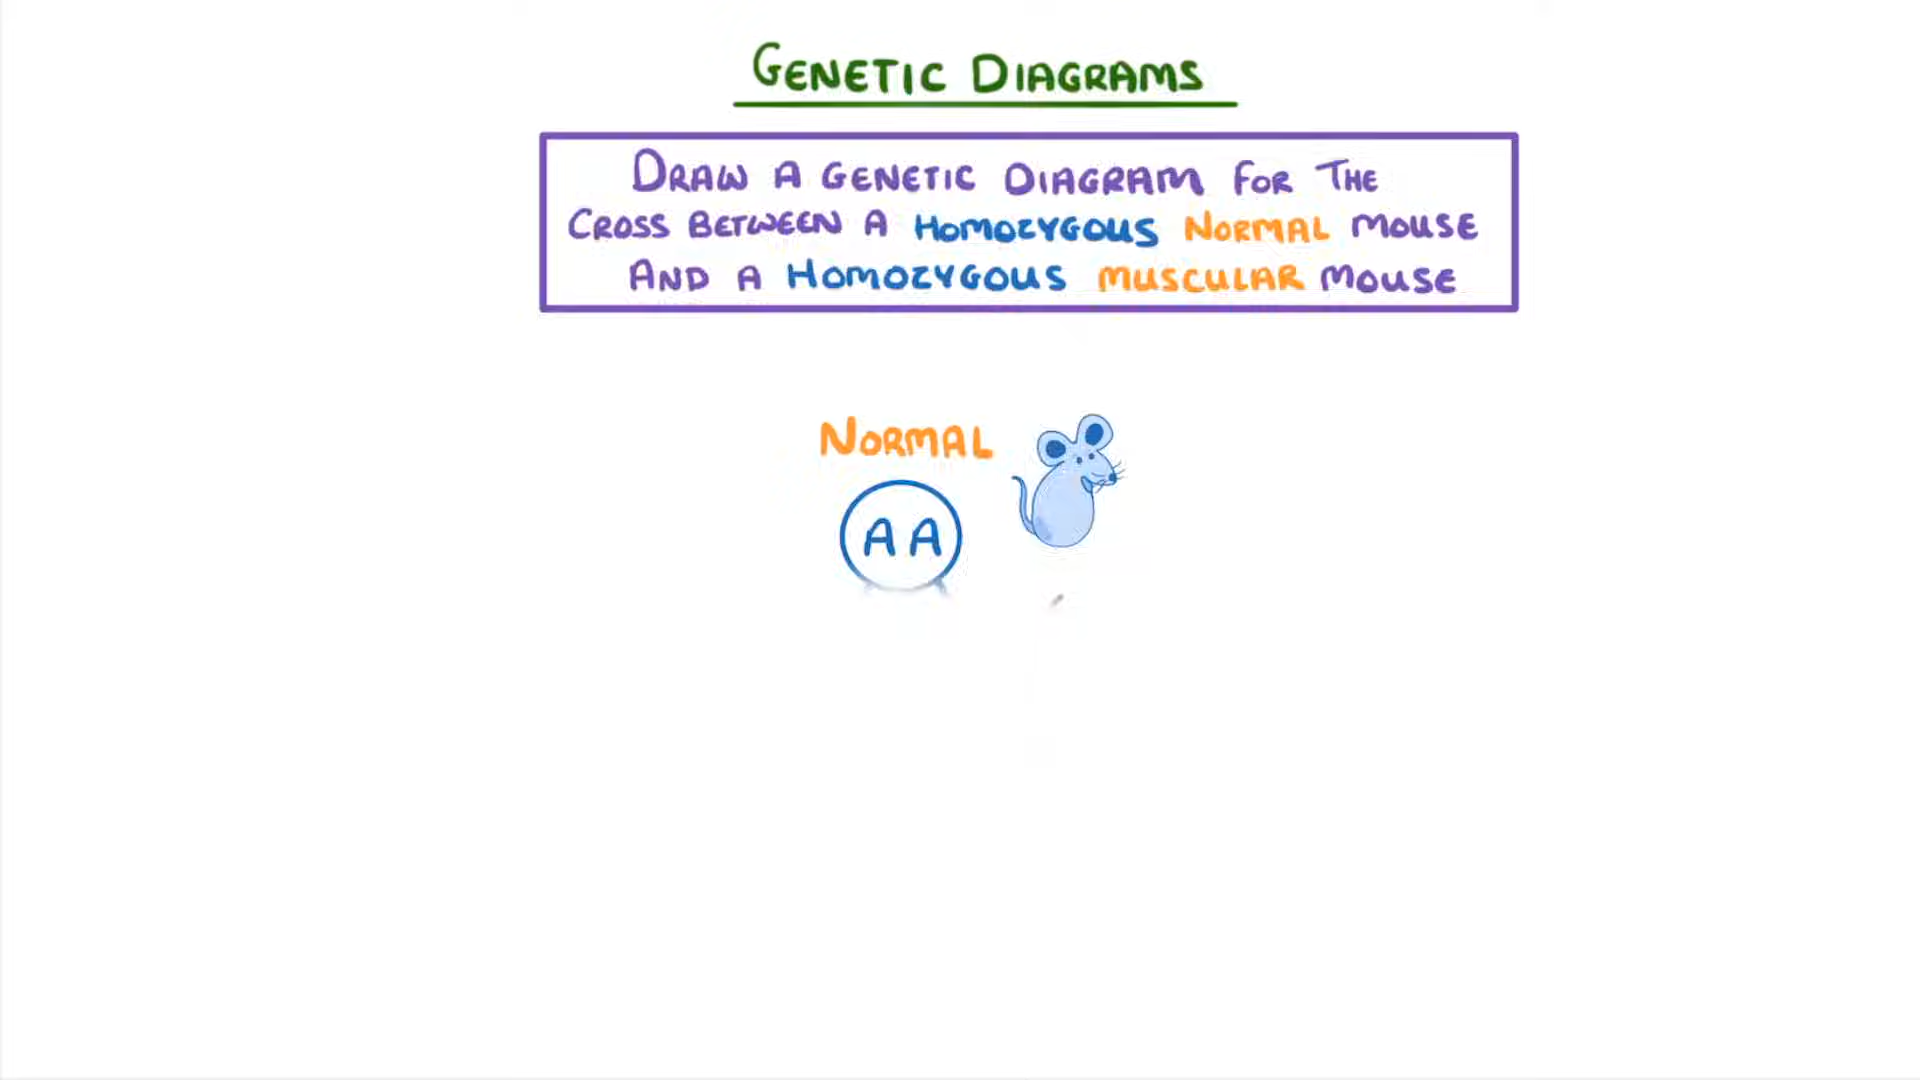 GENETIC DIAGRAMS
DRAW A GENETIC DIAGRAM FOR THE
CROSS BETWEEN A HOMOZYGOUS NORMAL MOUSE
AND A HOMOZYGOUS MUSCULAR MOUSE
NORMAL
AA